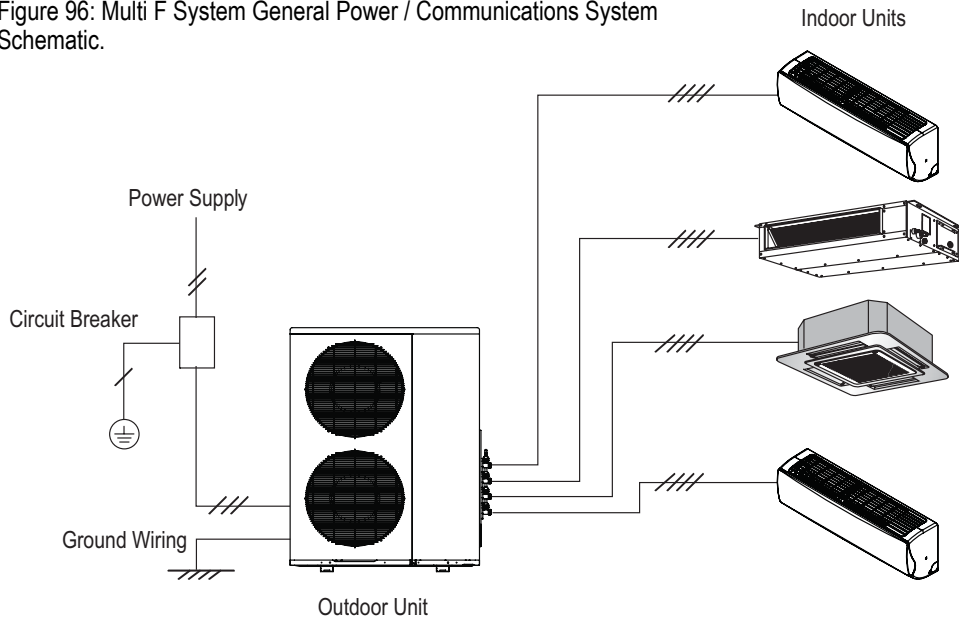 Figure 96: Multi F System General Power / Communications System
Schematic.
Indoor Units
Power Supply
Circuit Breaker
Ground Wiring
Outdoor Unit